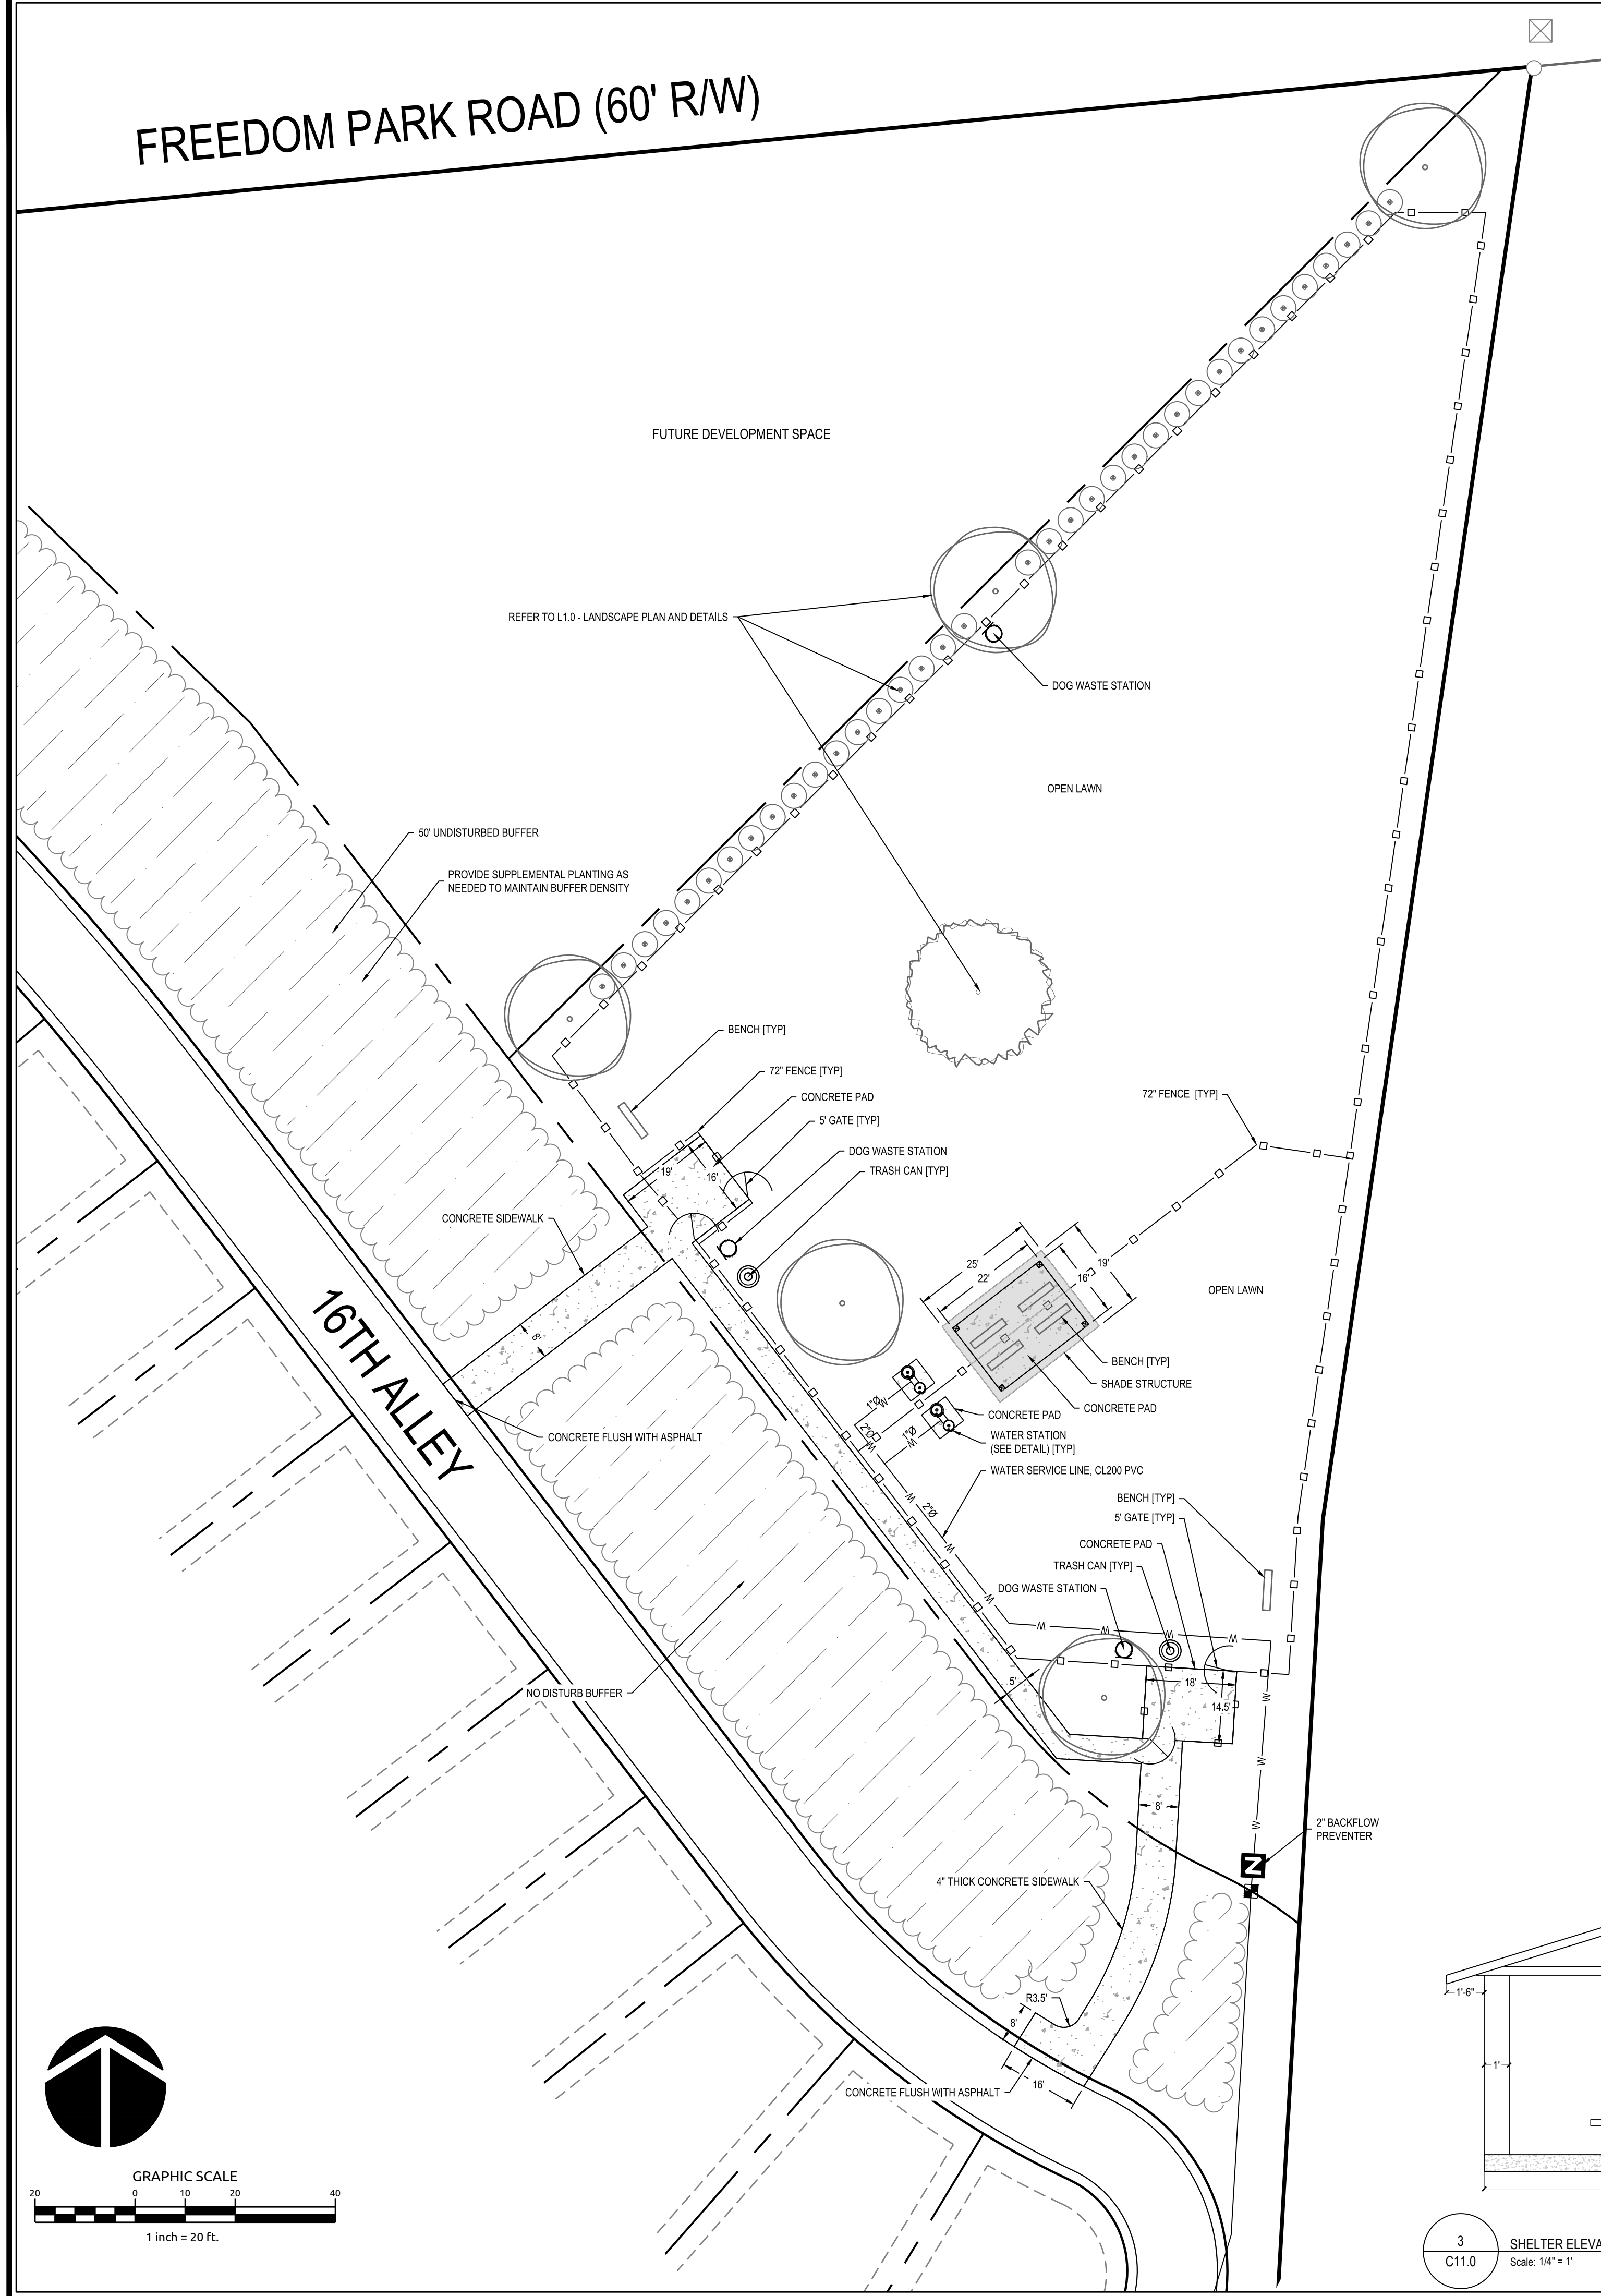 FREEDOM PARK ROAD (60' R/W)
FUTURE DEVELOPMENT SPACE
REFER TO L1.0 - LANDSCAPE PLAN AND DETAILS
DOG WASTE STATION
OPEN LAWN
50' UNDISTURBED BUFFER
PROVIDE SUPPLEMENTAL PLANTING AS
NEEDED TO MAINTAIN BUFFER DENSITY
BENCH [TYP]
72" FENCE [TYP]
CONCRETE PAD
5' GATE [TYP]
DOG WASTE STATION
TRASH CAN [TYP]
19'
16'
72" FENCE [TYP]
CONCRETE SIDEWALK
8'
25'
22'
16'
19'
OPEN LAWN
BENCH [TYP]
SHADE STRUCTURE
CONCRETE PAD
CONCRETE PAD
WATER STATION
(SEE DETAIL) [TYP]
1"Ø
W
2"Ø
W
1"Ø
W
16TH ALLEY
CONCRETE FLUSH WITH ASPHALT
WATER SERVICE LINE, CL200 PVC
W
2"Ø
W
W
BENCH [TYP]
5' GATE [TYP]
CONCRETE PAD
TRASH CAN [TYP]
DOG WASTE STATION
W
W
W
W
W
W
W
5'
18'
14.5'
NO DISTURB BUFFER
8'
2" BACKFLOW
PREVENTER
N
4" THICK CONCRETE SIDEWALK
R3.5'
8'
16'
CONCRETE FLUSH WITH ASPHALT
1'-6"
1'
GRAPHIC SCALE
20 0 10 20 40
1 inch = 20 ft.
3
C11.0
SHELTER ELEVA
Scale: 1/4" = 1'